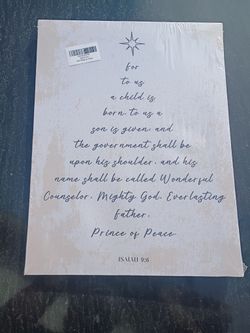 for
to us
a child is
born, to us a
son is given, and
the government shall be
upon his shoulder, and his
name shall be called Wonderful
Counselor, Mighty God, Everlasting
Father,
Prince of Peace
ISAIAH 9:6